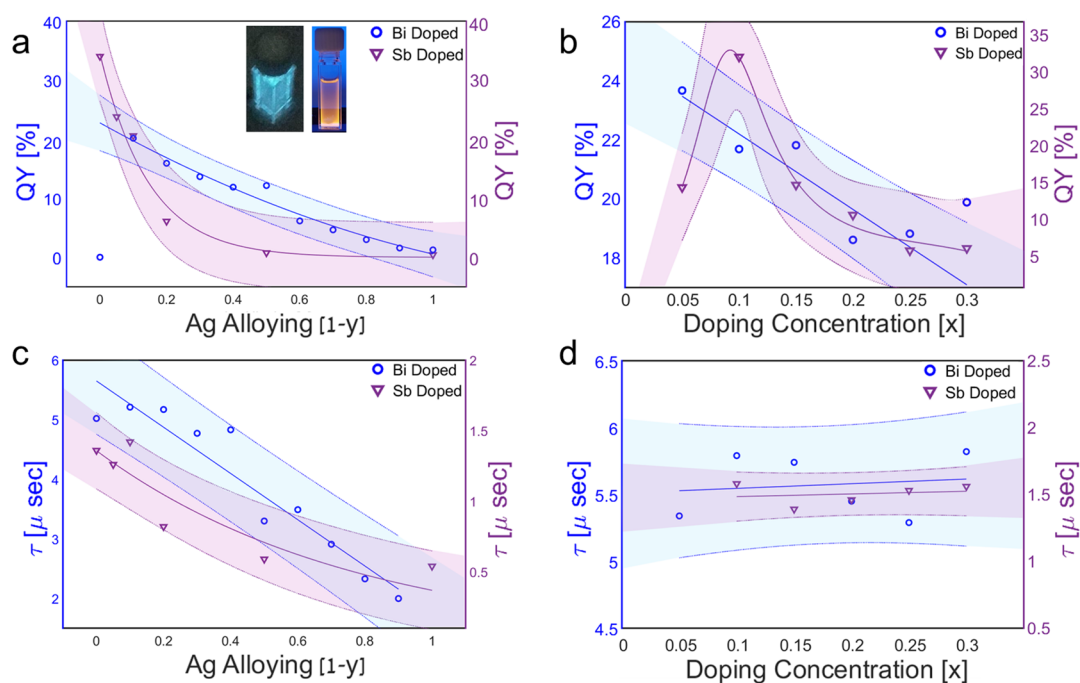 a
40
30
20
10
0
QY [%]
0
0.2
0.4
0.6
0.8
1
Ag Alloying [1-y]
40
30
20
10
0
QY [%]
Bi Doped
Sb Doped
b
26
24
22
20
18
QY [%]
0
0.05
0.1
0.15
0.2
0.25
0.3
Doping Concentration [x]
35
30
25
20
15
10
5
QY [%]
Bi Doped
Sb Doped
c
6
5
4
3
2
τ [μ sec]
0
0.2
0.4
0.6
0.8
1
Ag Alloying [1-y]
2
1.5
1
0.5
τ [μ sec]
Bi Doped
Sb Doped
d
6.5
6
5.5
5
4.5
τ [μ sec]
0
0.05
0.1
0.15
0.2
0.25
0.3
Doping Concentration [x]
2.5
2
1.5
1
0.5
τ [μ sec]
Bi Doped
Sb Doped